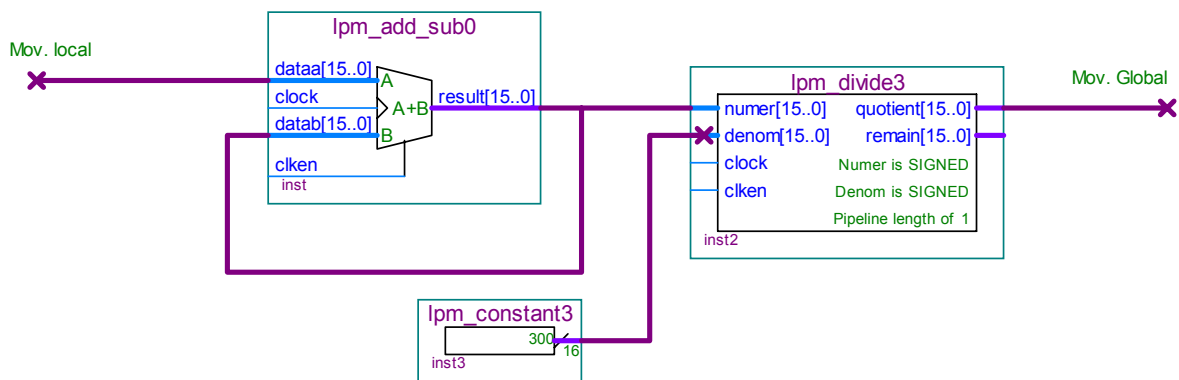 Mov. local
lpm_add_sub0
dataa[15..0]
A
clock
A+B
result[15..0]
datab[15..0]
B
clken
inst
lpm_divide3
numer[15..0]
quotient[15..0]
denom[15..0]
remain[15..0]
clock
Numer is SIGNED
clken
Denom is SIGNED
Pipeline length of 1
inst2
Mov. Global
lpm_constant3
300
16
inst3